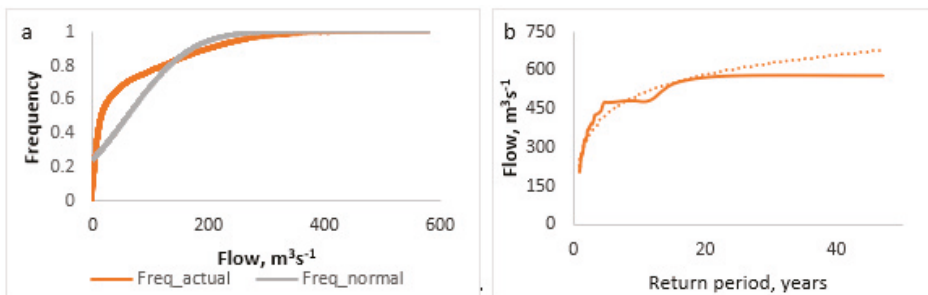 a
Frequency
1
0.8
0.6
0.4
0.2
0
0 200 400 600
Flow, m³s⁻¹
Freq_actual Freq_normal
.
b
Flow, m³s⁻¹
750
600
450
300
150
0
0 20 40
Return period, years